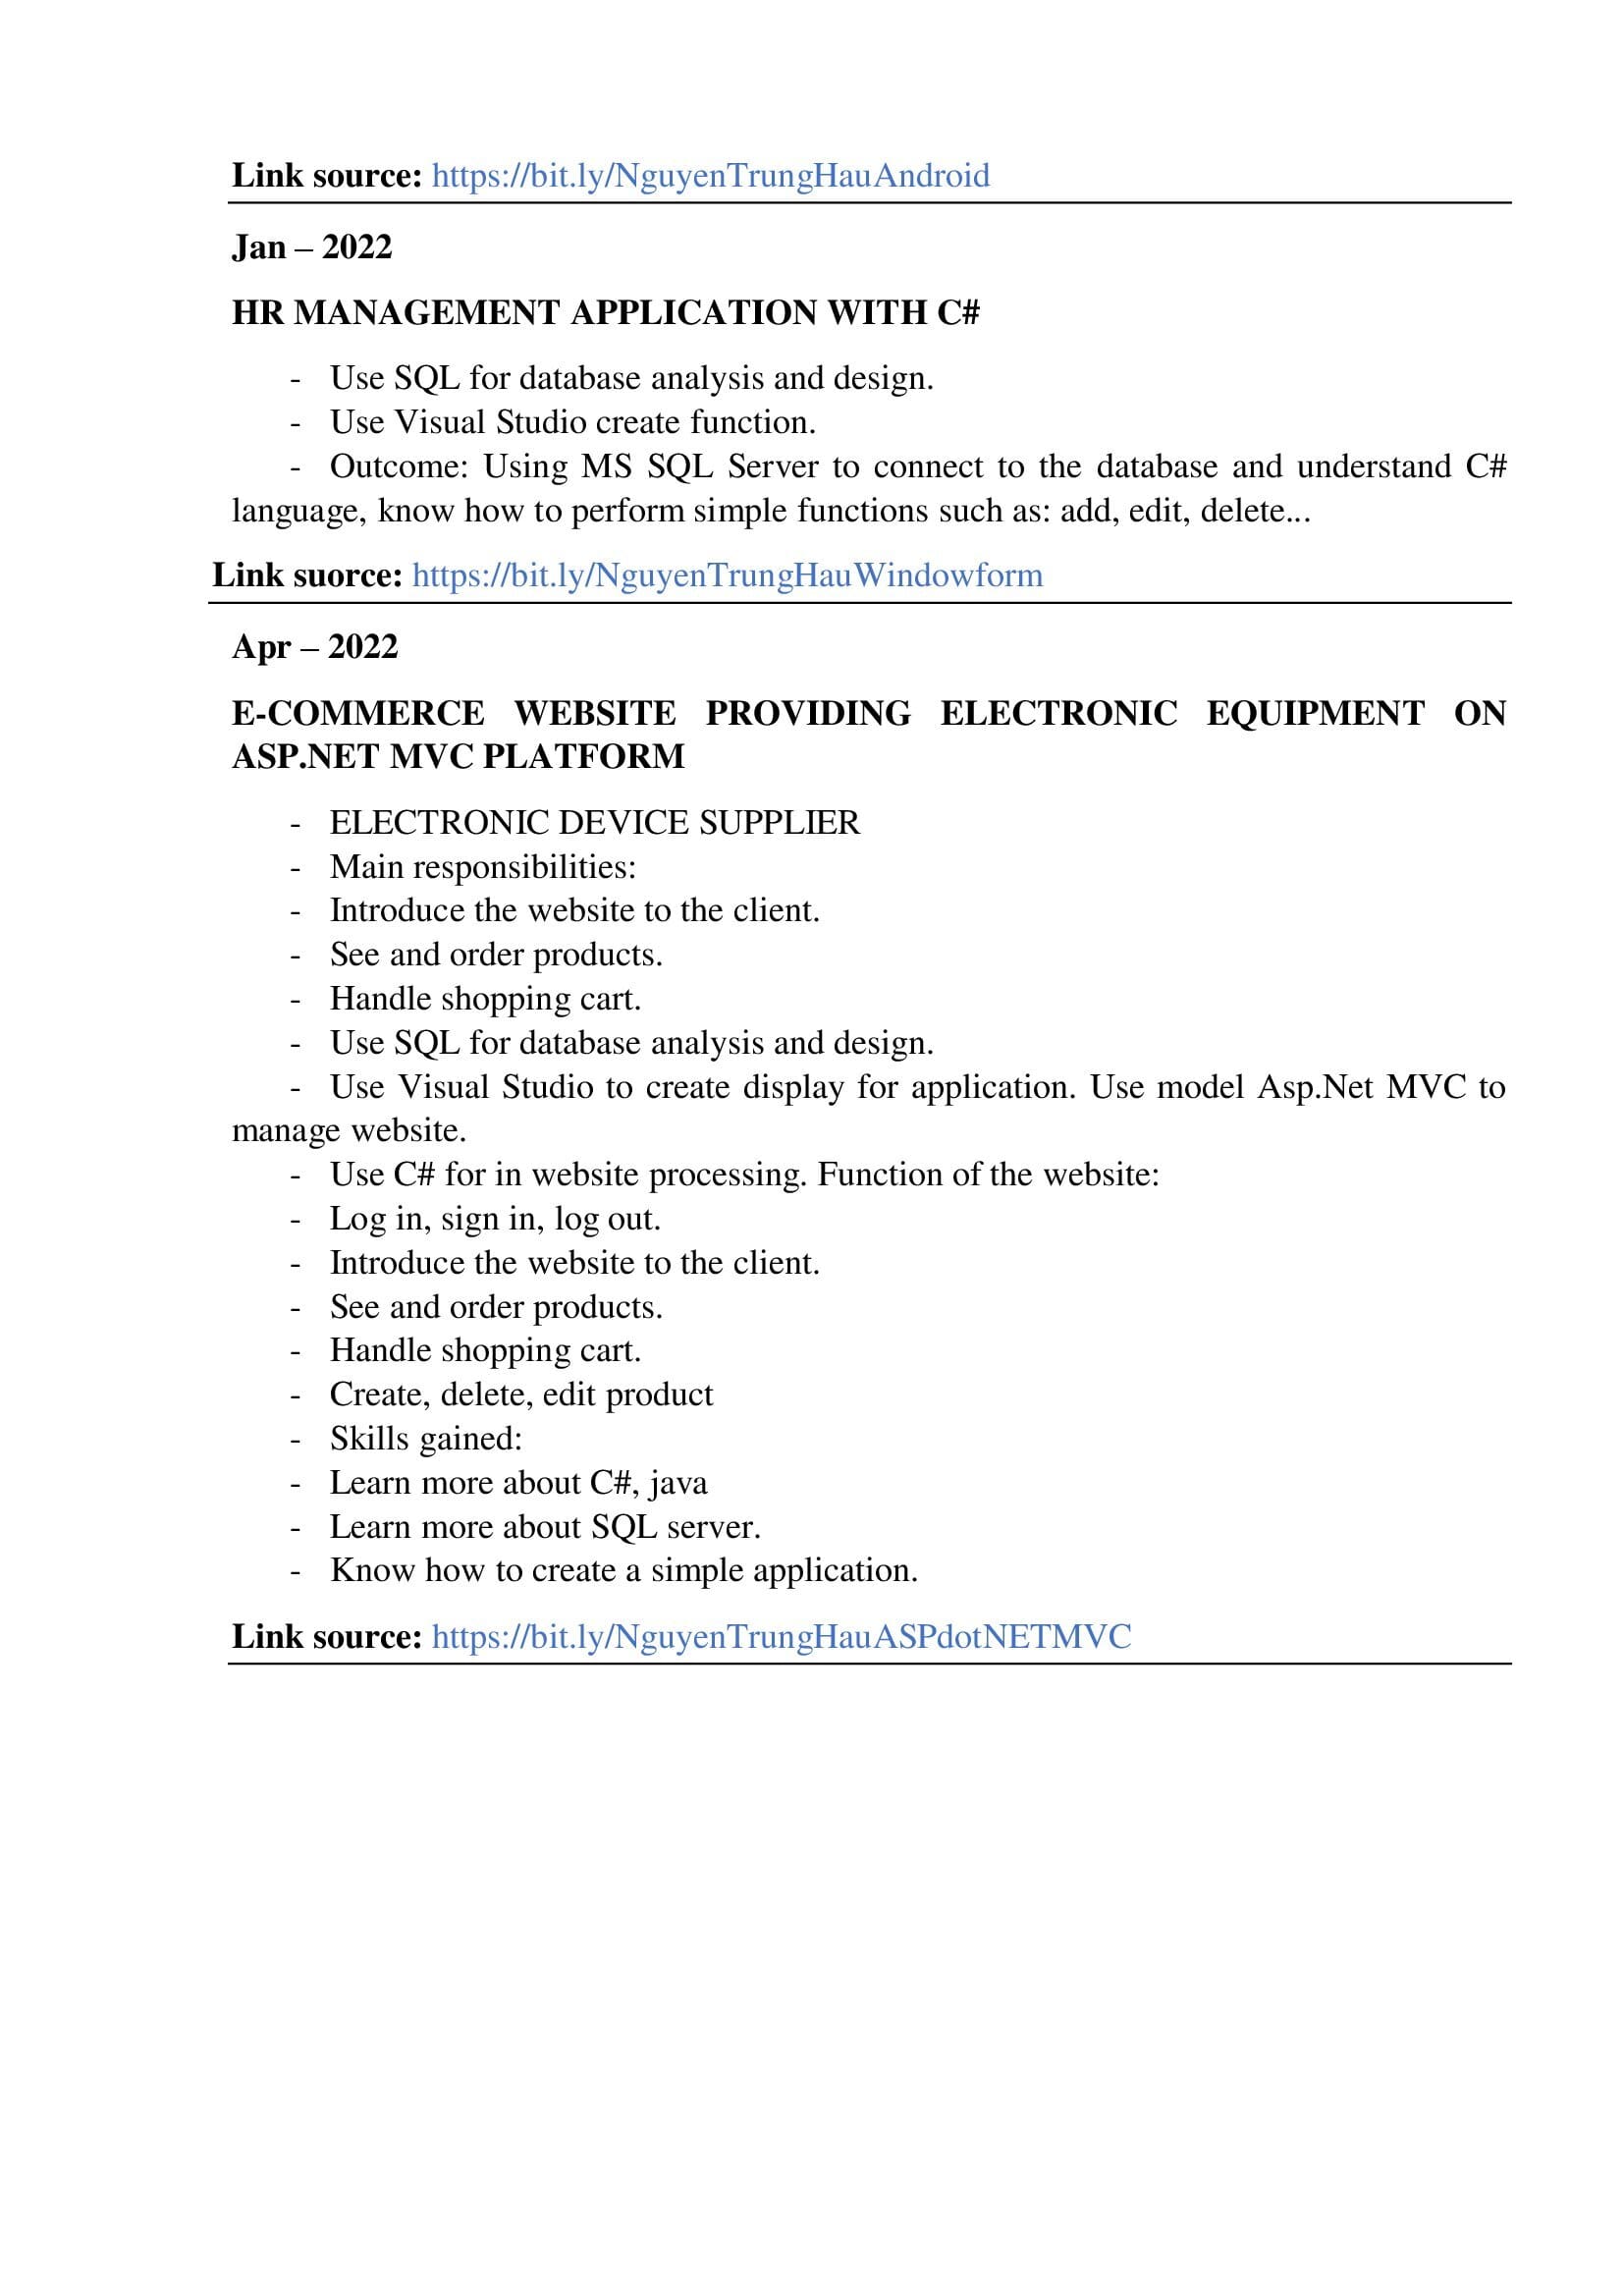 Link source: https://bit.ly/NguyenTrungHauAndroid
Jan – 2022
HR MANAGEMENT APPLICATION WITH C#
- Use SQL for database analysis and design.
- Use Visual Studio create function.
- Outcome: Using MS SQL Server to connect to the database and understand C#
language, know how to perform simple functions such as: add, edit, delete...
Link suorce: https://bit.ly/NguyenTrungHauWindowform
Apr – 2022
E-COMMERCE WEBSITE PROVIDING ELECTRONIC EQUIPMENT ON
ASP.NET MVC PLATFORM
- ELECTRONIC DEVICE SUPPLIER
- Main responsibilities:
- Introduce the website to the client.
- See and order products.
- Handle shopping cart.
- Use SQL for database analysis and design.
- Use Visual Studio to create display for application. Use model Asp.Net MVC to
manage website.
- Use C# for in website processing. Function of the website:
- Log in, sign in, log out.
- Introduce the website to the client.
- See and order products.
- Handle shopping cart.
- Create, delete, edit product
- Skills gained:
- Learn more about C#, java
- Learn more about SQL server.
- Know how to create a simple application.
Link source: https://bit.ly/NguyenTrungHauASPdotNETMVC